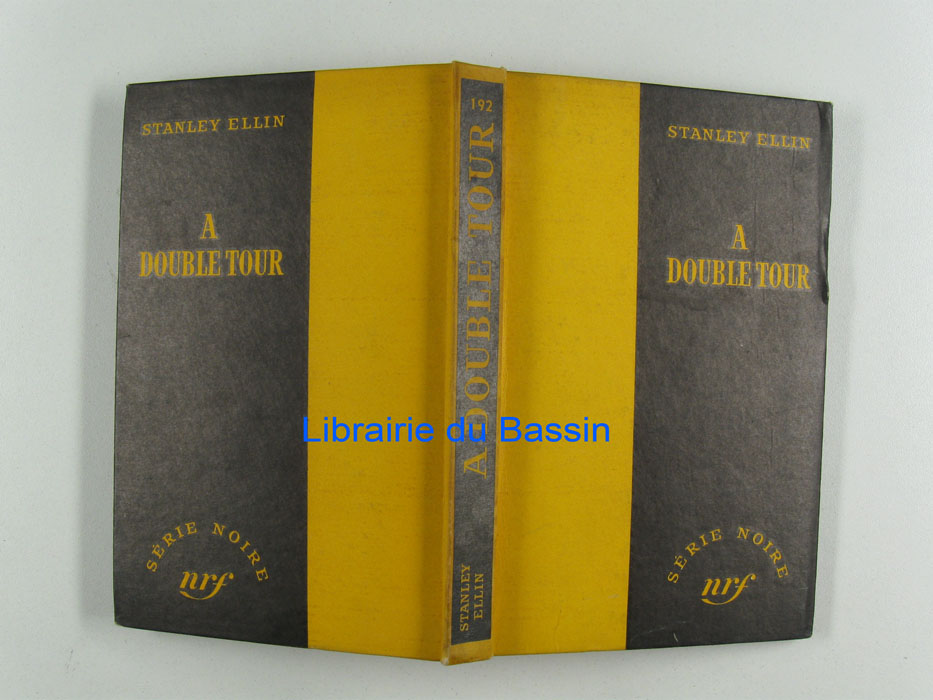 STANLEY ELLIN
A
DOUBLE TOUR
SÉRIE NOIRE
nrf
192
A DOUBLE TOUR
STANLEY
ELLIN
STANLEY ELLIN
A
DOUBLE TOUR
SÉRIE NOIRE
nrf
Librairie du Bassin